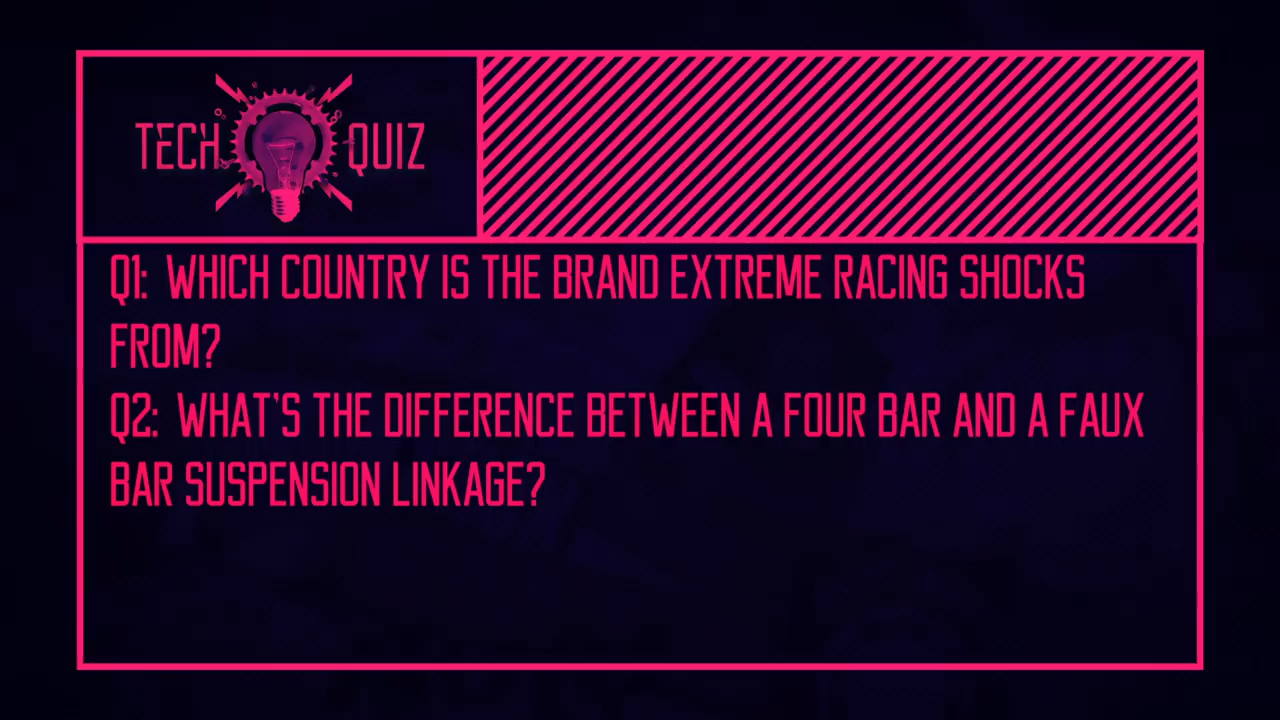 TECH QUIZ
Q1: WHICH COUNTRY IS THE BRAND EXTREME RACING SHOCKS
FROM?
Q2: WHAT'S THE DIFFERENCE BETWEEN A FOUR BAR AND A FAUX
BAR SUSPENSION LINKAGE?